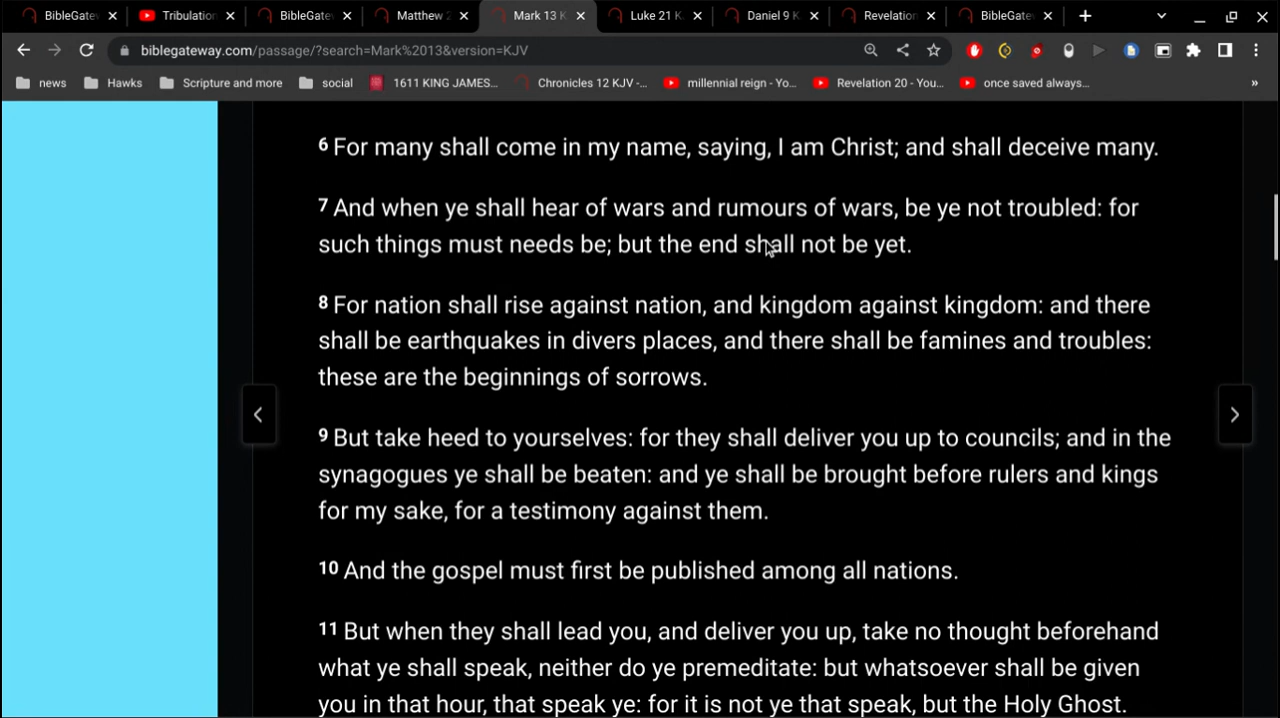 BibleGatew
Tribulation
BibleGatew
Matthew 2
Mark 13 K
Luke 21 K
Daniel 9 K
Revelation
BibleGatew
biblegateway.com/passage/?search=Mark%2013&version=KJV
news
Hawks
Scripture and more
social
1611 KING JAMES...
Chronicles 12 KJV -...
millennial reign - Yo...
Revelation 20 - You...
once saved always...
»
6 For many shall come in my name, saying, I am Christ; and shall deceive many.
7 And when ye shall hear of wars and rumours of wars, be ye not troubled: for
such things must needs be; but the end shall not be yet.
8 For nation shall rise against nation, and kingdom against kingdom: and there
shall be earthquakes in divers places, and there shall be famines and troubles:
these are the beginnings of sorrows.
9 But take heed to yourselves: for they shall deliver you up to councils; and in the
synagogues ye shall be beaten: and ye shall be brought before rulers and kings
for my sake, for a testimony against them.
10 And the gospel must first be published among all nations.
11 But when they shall lead you, and deliver you up, take no thought beforehand
what ye shall speak, neither do ye premeditate: but whatsoever shall be given
you in that hour, that speak ye: for it is not ye that speak, but the Holy Ghost.